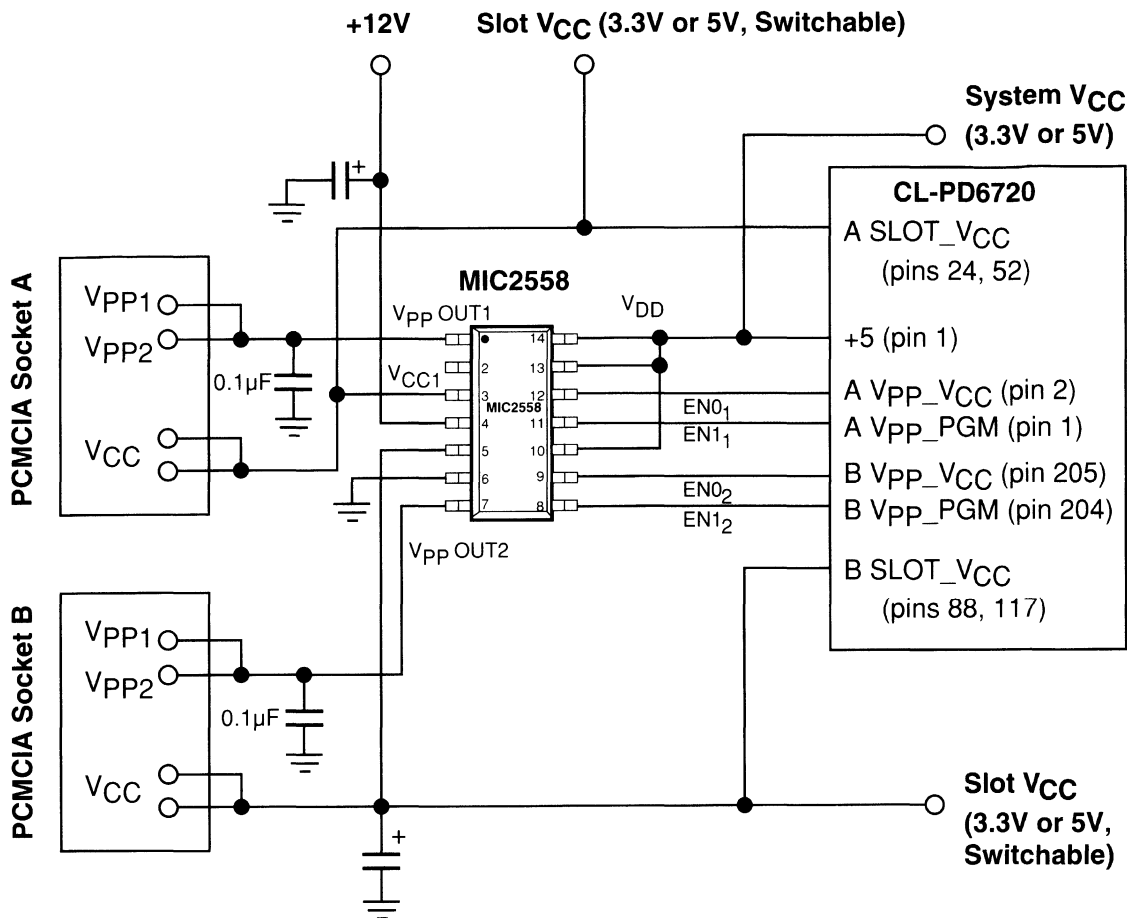 +12V
Slot VCC (3.3V or 5V, Switchable)
System VCC
(3.3V or 5V)
+
CL-PD6720
A SLOT_VCC
(pins 24, 52)
MIC2558
PCMCIA Socket A
VPP1
VPP2
VCC
0.1µF
VPP OUT1
VCC1
VDD
14
2
13
3
12
MIC2558
4
11
5
10
6
9
7
8
+5 (pin 1)
A VPP_VCC (pin 2)
EN01
A VPP_PGM (pin 1)
EN11
B VPP_VCC (pin 205)
EN02
B VPP_PGM (pin 204)
EN12
VPP OUT2
B SLOT_VCC
(pins 88, 117)
PCMCIA Socket B
VPP1
VPP2
0.1µF
VCC
+
Slot VCC
(3.3V or 5V,
Switchable)